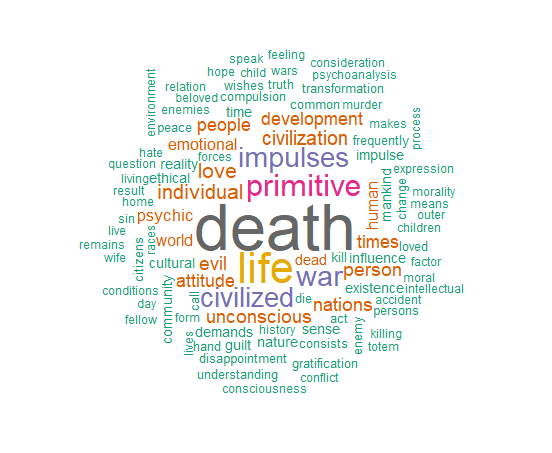 speak
feeling
hope
child
wars
consideration
psychoanalysis
environment
relation
wishes
truth
transformation
beloved
compulsion
common
murder
enemies
time
development
makes
process
peace
people
civilization
frequently
hate
emotional
impulses
impulse
question
reality
forces
love
primitive
mankind
expression
living
ethical
change
result
individual
human
morality
home
means
sin
psychic
death
outer
live
children
remains
citizens
races
world
times
loved
wife
cultural
evil
life
dead
kill
influence
factor
war
person
moral
conditions
community
attitude
existence
intellectual
day
call
civilized
die
nations
accident
fellow
form
unconscious
act
persons
lives
demands
history
sense
enemy
killing
hand
guilt
nature
consists
totem
disappointment
gratification
understanding
conflict
consciousness